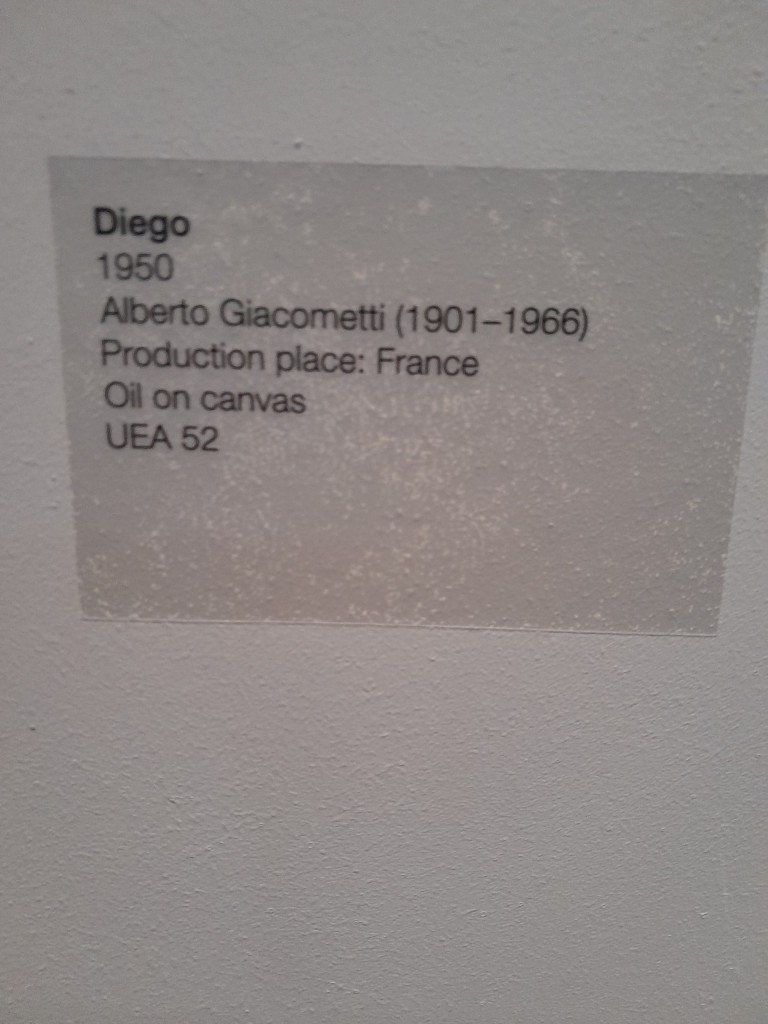 Diego
1950
Alberto Giacometti (1901–1966)
Production place: France
Oil on canvas
UEA 52